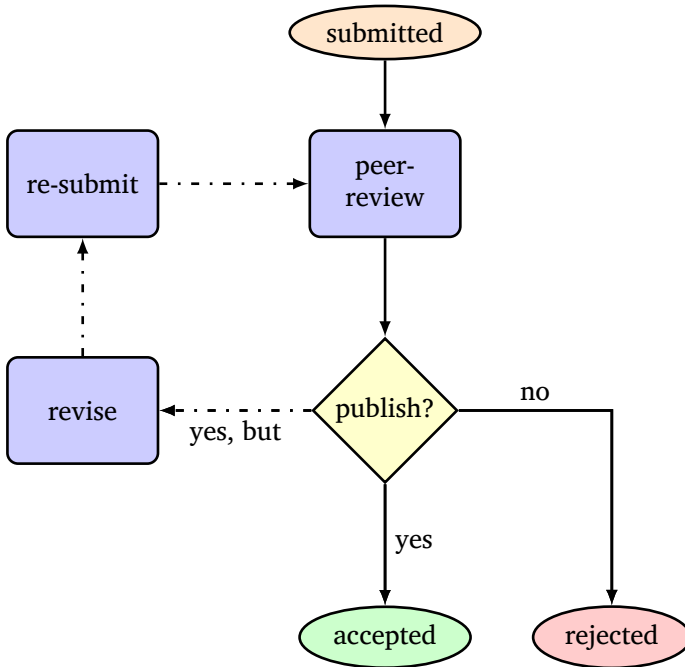 submitted
re-submit
peer-
review
revise
yes, but
publish?
no
yes
accepted
rejected